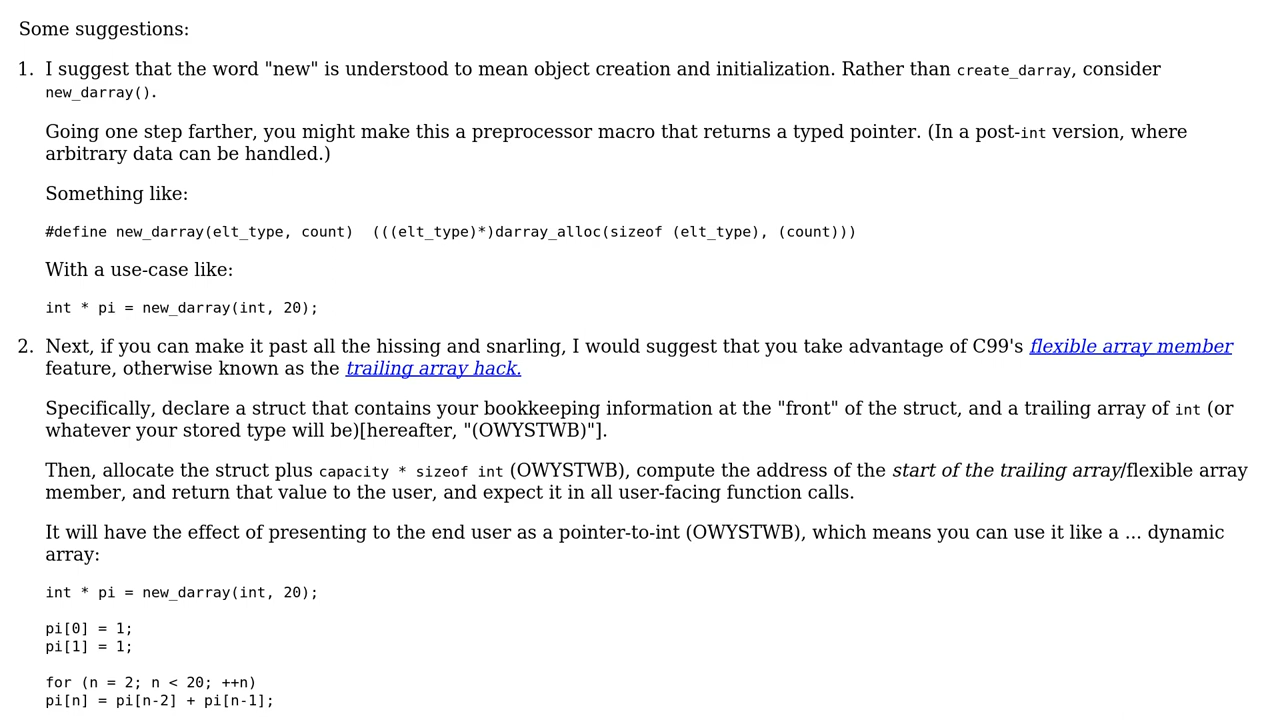 Some suggestions:
1. I suggest that the word "new" is understood to mean object creation and initialization. Rather than create_darray, consider
new_darray().
Going one step farther, you might make this a preprocessor macro that returns a typed pointer. (In a post-int version, where
arbitrary data can be handled.)
Something like:
#define new_darray(elt_type, count)  (((elt_type)*)darray_alloc(sizeof (elt_type), (count)))
With a use-case like:
int * pi = new_darray(int, 20);
2. Next, if you can make it past all the hissing and snarling, I would suggest that you take advantage of C99's flexible array member
feature, otherwise known as the trailing array hack.
Specifically, declare a struct that contains your bookkeeping information at the "front" of the struct, and a trailing array of int (or
whatever your stored type will be)[hereafter, "(OWYSTWB)"].
Then, allocate the struct plus capacity * sizeof int (OWYSTWB), compute the address of the start of the trailing array/flexible array
member, and return that value to the user, and expect it in all user-facing function calls.
It will have the effect of presenting to the end user as a pointer-to-int (OWYSTWB), which means you can use it like a ... dynamic
array:
int * pi = new_darray(int, 20);
pi[0] = 1;
pi[1] = 1;
for (n = 2; n < 20; ++n)
pi[n] = pi[n-2] + pi[n-1];